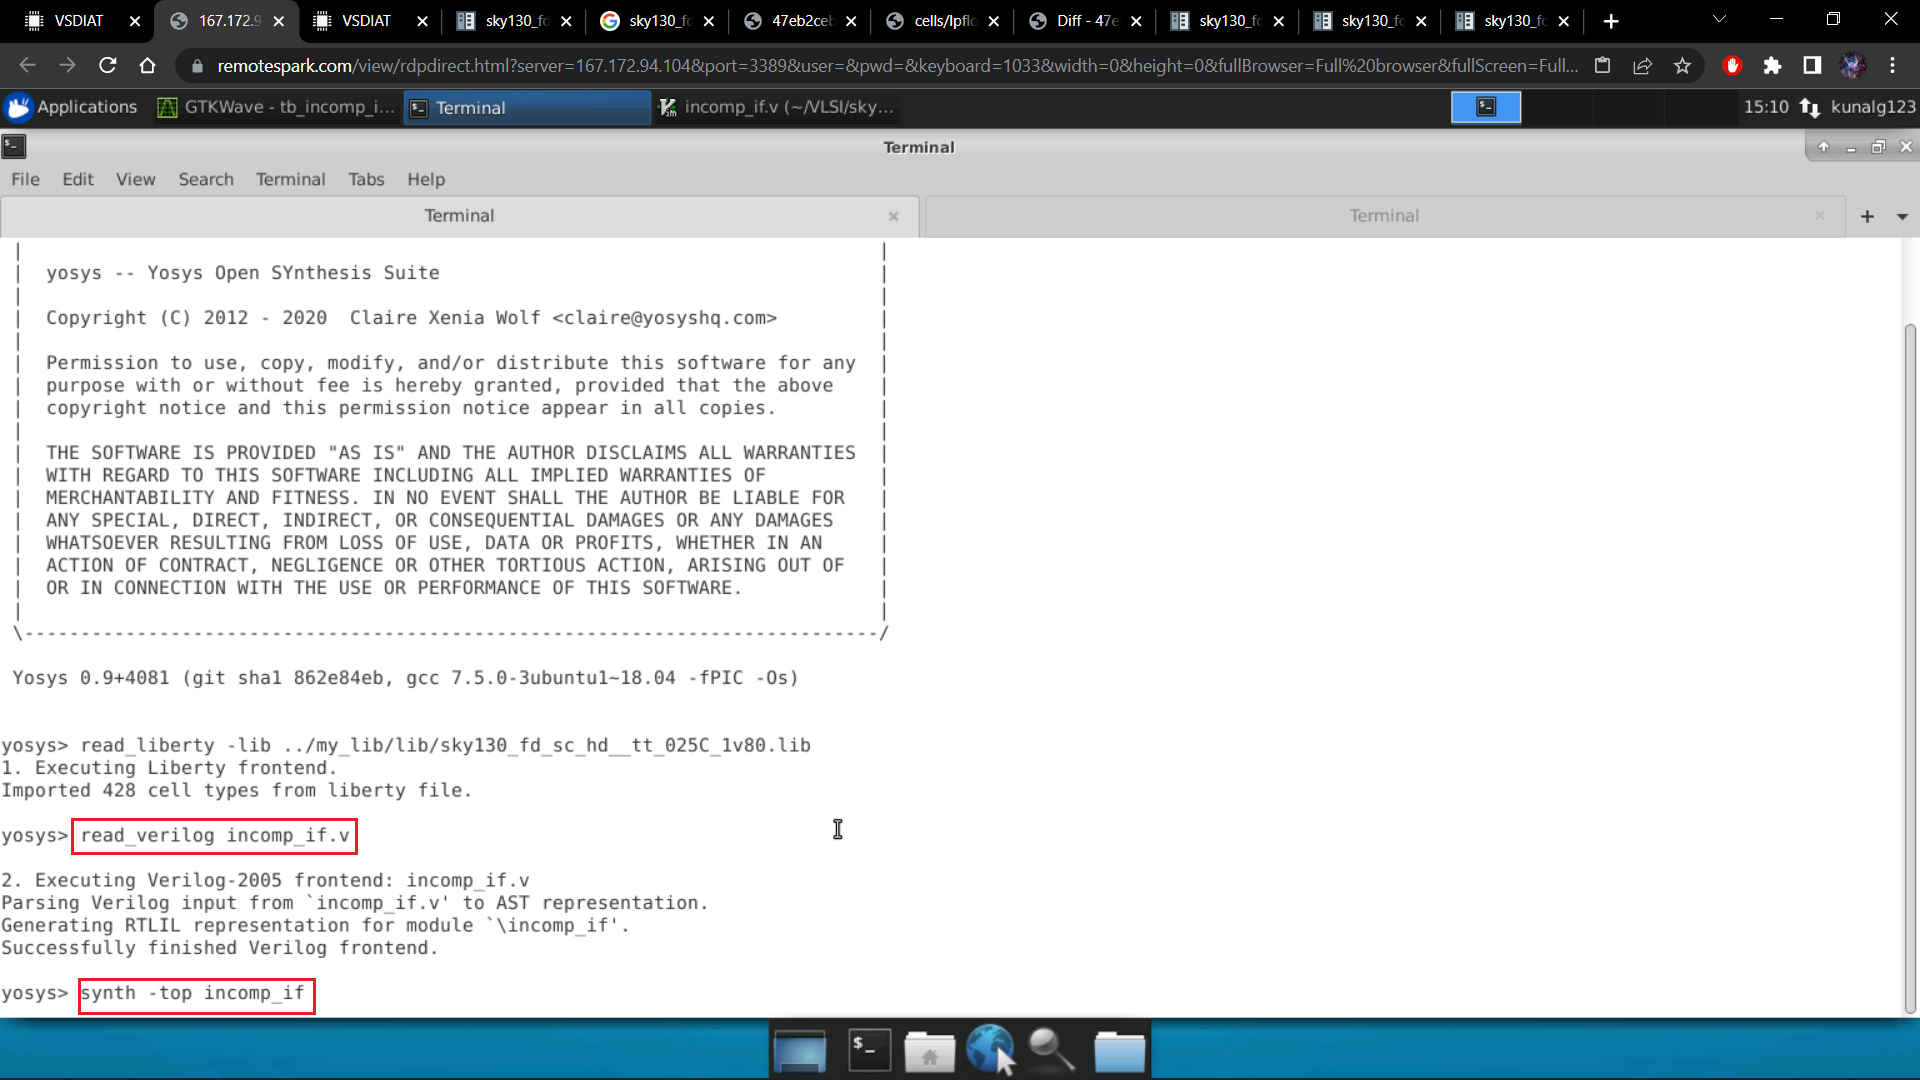 VSDIAT
167.172.9
VSDIAT
sky130_fd
sky130_fd
47eb2ceb
cells/lpflo
Diff - 47e
sky130_fd
sky130_fd
sky130_fd
remotespark.com/view/rdpdirect.html?server=167.172.94.104&port=3389&user=&pwd=&keyboard=1033&width=0&height=0&fullBrowser=Full%20browser&fullScreen=Full...
Applications
GTKWave - tb_incomp_i...
Terminal
incomp_if.v (~/VLSI/sky...
15:10
kunalg123
Terminal
File Edit View Search Terminal Tabs Help
Terminal
Terminal
| |
| yosys -- Yosys Open SYnthesis Suite |
| |
| Copyright (C) 2012 - 2020 Claire Xenia Wolf <claire@yosyshq.com> |
| |
| Permission to use, copy, modify, and/or distribute this software for any |
| purpose with or without fee is hereby granted, provided that the above |
| copyright notice and this permission notice appear in all copies. |
| |
| THE SOFTWARE IS PROVIDED "AS IS" AND THE AUTHOR DISCLAIMS ALL WARRANTIES |
| WITH REGARD TO THIS SOFTWARE INCLUDING ALL IMPLIED WARRANTIES OF |
| MERCHANTABILITY AND FITNESS. IN NO EVENT SHALL THE AUTHOR BE LIABLE FOR |
| ANY SPECIAL, DIRECT, INDIRECT, OR CONSEQUENTIAL DAMAGES OR ANY DAMAGES |
| WHATSOEVER RESULTING FROM LOSS OF USE, DATA OR PROFITS, WHETHER IN AN |
| ACTION OF CONTRACT, NEGLIGENCE OR OTHER TORTIOUS ACTION, ARISING OUT OF |
| OR IN CONNECTION WITH THE USE OR PERFORMANCE OF THIS SOFTWARE. |
| |
\----------------------------------------------------------------------------/
Yosys 0.9+4081 (git sha1 862e84eb, gcc 7.5.0-3ubuntu1~18.04 -fPIC -Os)
yosys> read_liberty -lib ../my_lib/lib/sky130_fd_sc_hd__tt_025C_1v80.lib
1. Executing Liberty frontend.
Imported 428 cell types from liberty file.
yosys> read_verilog incomp_if.v
2. Executing Verilog-2005 frontend: incomp_if.v
Parsing Verilog input from `incomp_if.v' to AST representation.
Generating RTLIL representation for module `\incomp_if'.
Successfully finished Verilog frontend.
yosys> synth -top incomp_if